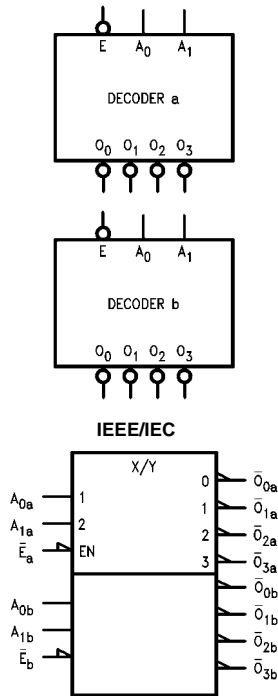 E A₀ A₁
DECODER a
O₀ O₁ O₂ O₃
E A₀ A₁
DECODER b
O₀ O₁ O₂ O₃
IEEE/IEC
X/Y
A₀ₐ 1
A₁ₐ 2
Ēₐ EN
0 Ō₀ₐ
1 Ō₁ₐ
2 Ō₂ₐ
3 Ō₃ₐ
A0b
A1b
Ēb
Ō0b
Ō1b
Ō2b
Ō3b